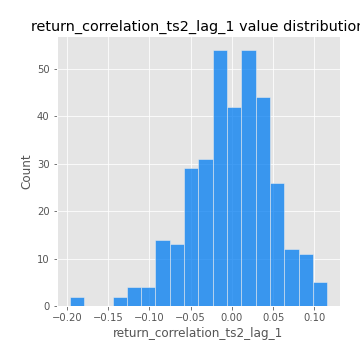 return_correlation_ts2_lag_1 value distribution
Count
50
40
30
20
10
0
−0.20 −0.15 −0.10 −0.05 0.00 0.05 0.10
return_correlation_ts2_lag_1